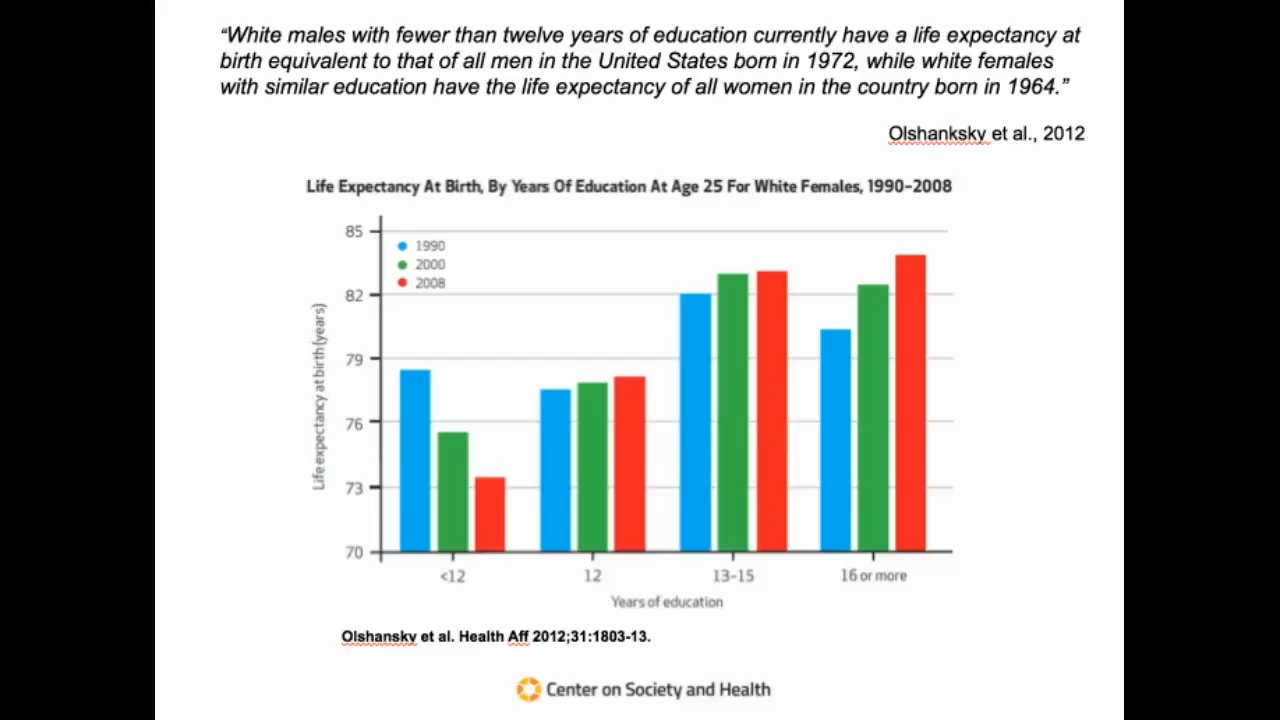 “White males with fewer than twelve years of education currently have a life expectancy at
birth equivalent to that of all men in the United States born in 1972, while white females
with similar education have the life expectancy of all women in the country born in 1964.”
Olshanksky et al., 2012
Life Expectancy At Birth, By Years Of Education At Age 25 For White Females, 1990–2008
85
1990
2000
2008
82
79
76
73
70
Life expectancy at birth (years)
<12
12
13–15
16 or more
Years of education
Olshansky et al. Health Aff 2012;31:1803-13.
Center on Society and Health